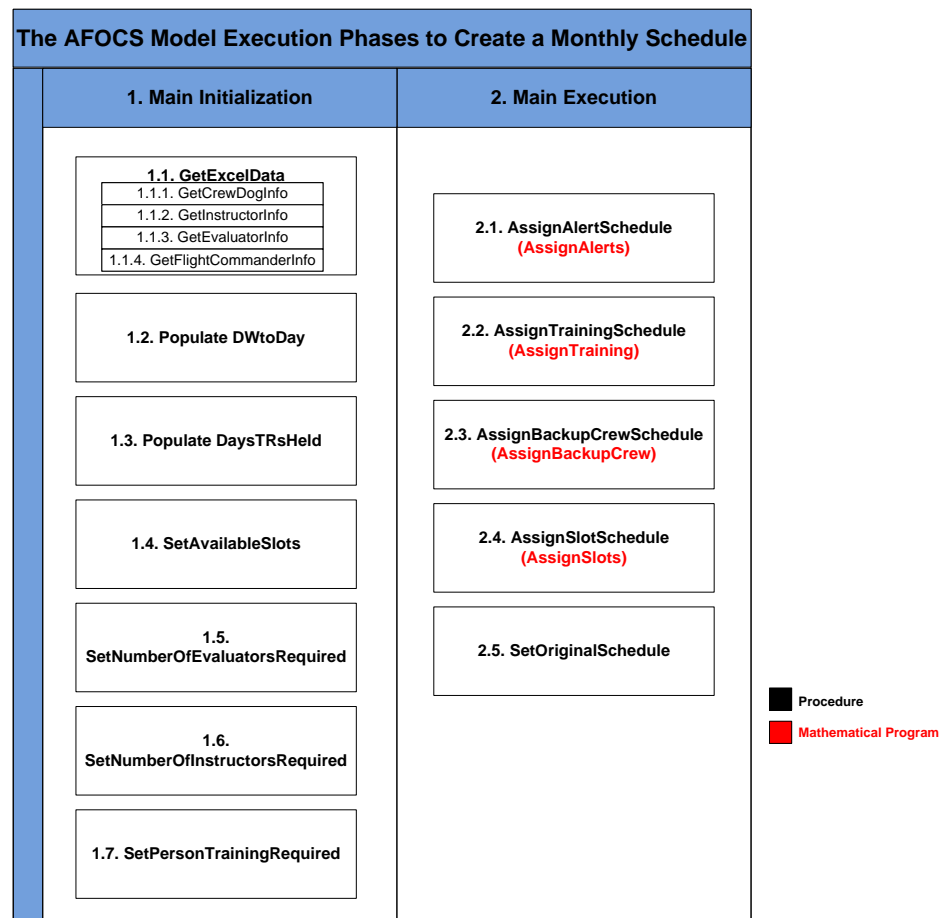 The AFOCS Model Execution Phases to Create a Monthly Schedule
1. Main Initialization
2. Main Execution
1.1. GetExcelData
1.1.1. GetCrewDogInfo
1.1.2. GetInstructorInfo
1.1.3. GetEvaluatorInfo
1.1.4. GetFlightCommanderInfo
1.2. Populate DWtoDay
1.3. Populate DaysTRsHeld
1.4. SetAvailableSlots
1.5.
SetNumberOfEvaluatorsRequired
1.6.
SetNumberOfInstructorsRequired
1.7. SetPersonTrainingRequired
2.1. AssignAlertSchedule
(AssignAlerts)
2.2. AssignTrainingSchedule
(AssignTraining)
2.3. AssignBackupCrewSchedule
(AssignBackupCrew)
2.4. AssignSlotSchedule
(AssignSlots)
2.5. SetOriginalSchedule
Procedure
Mathematical Program